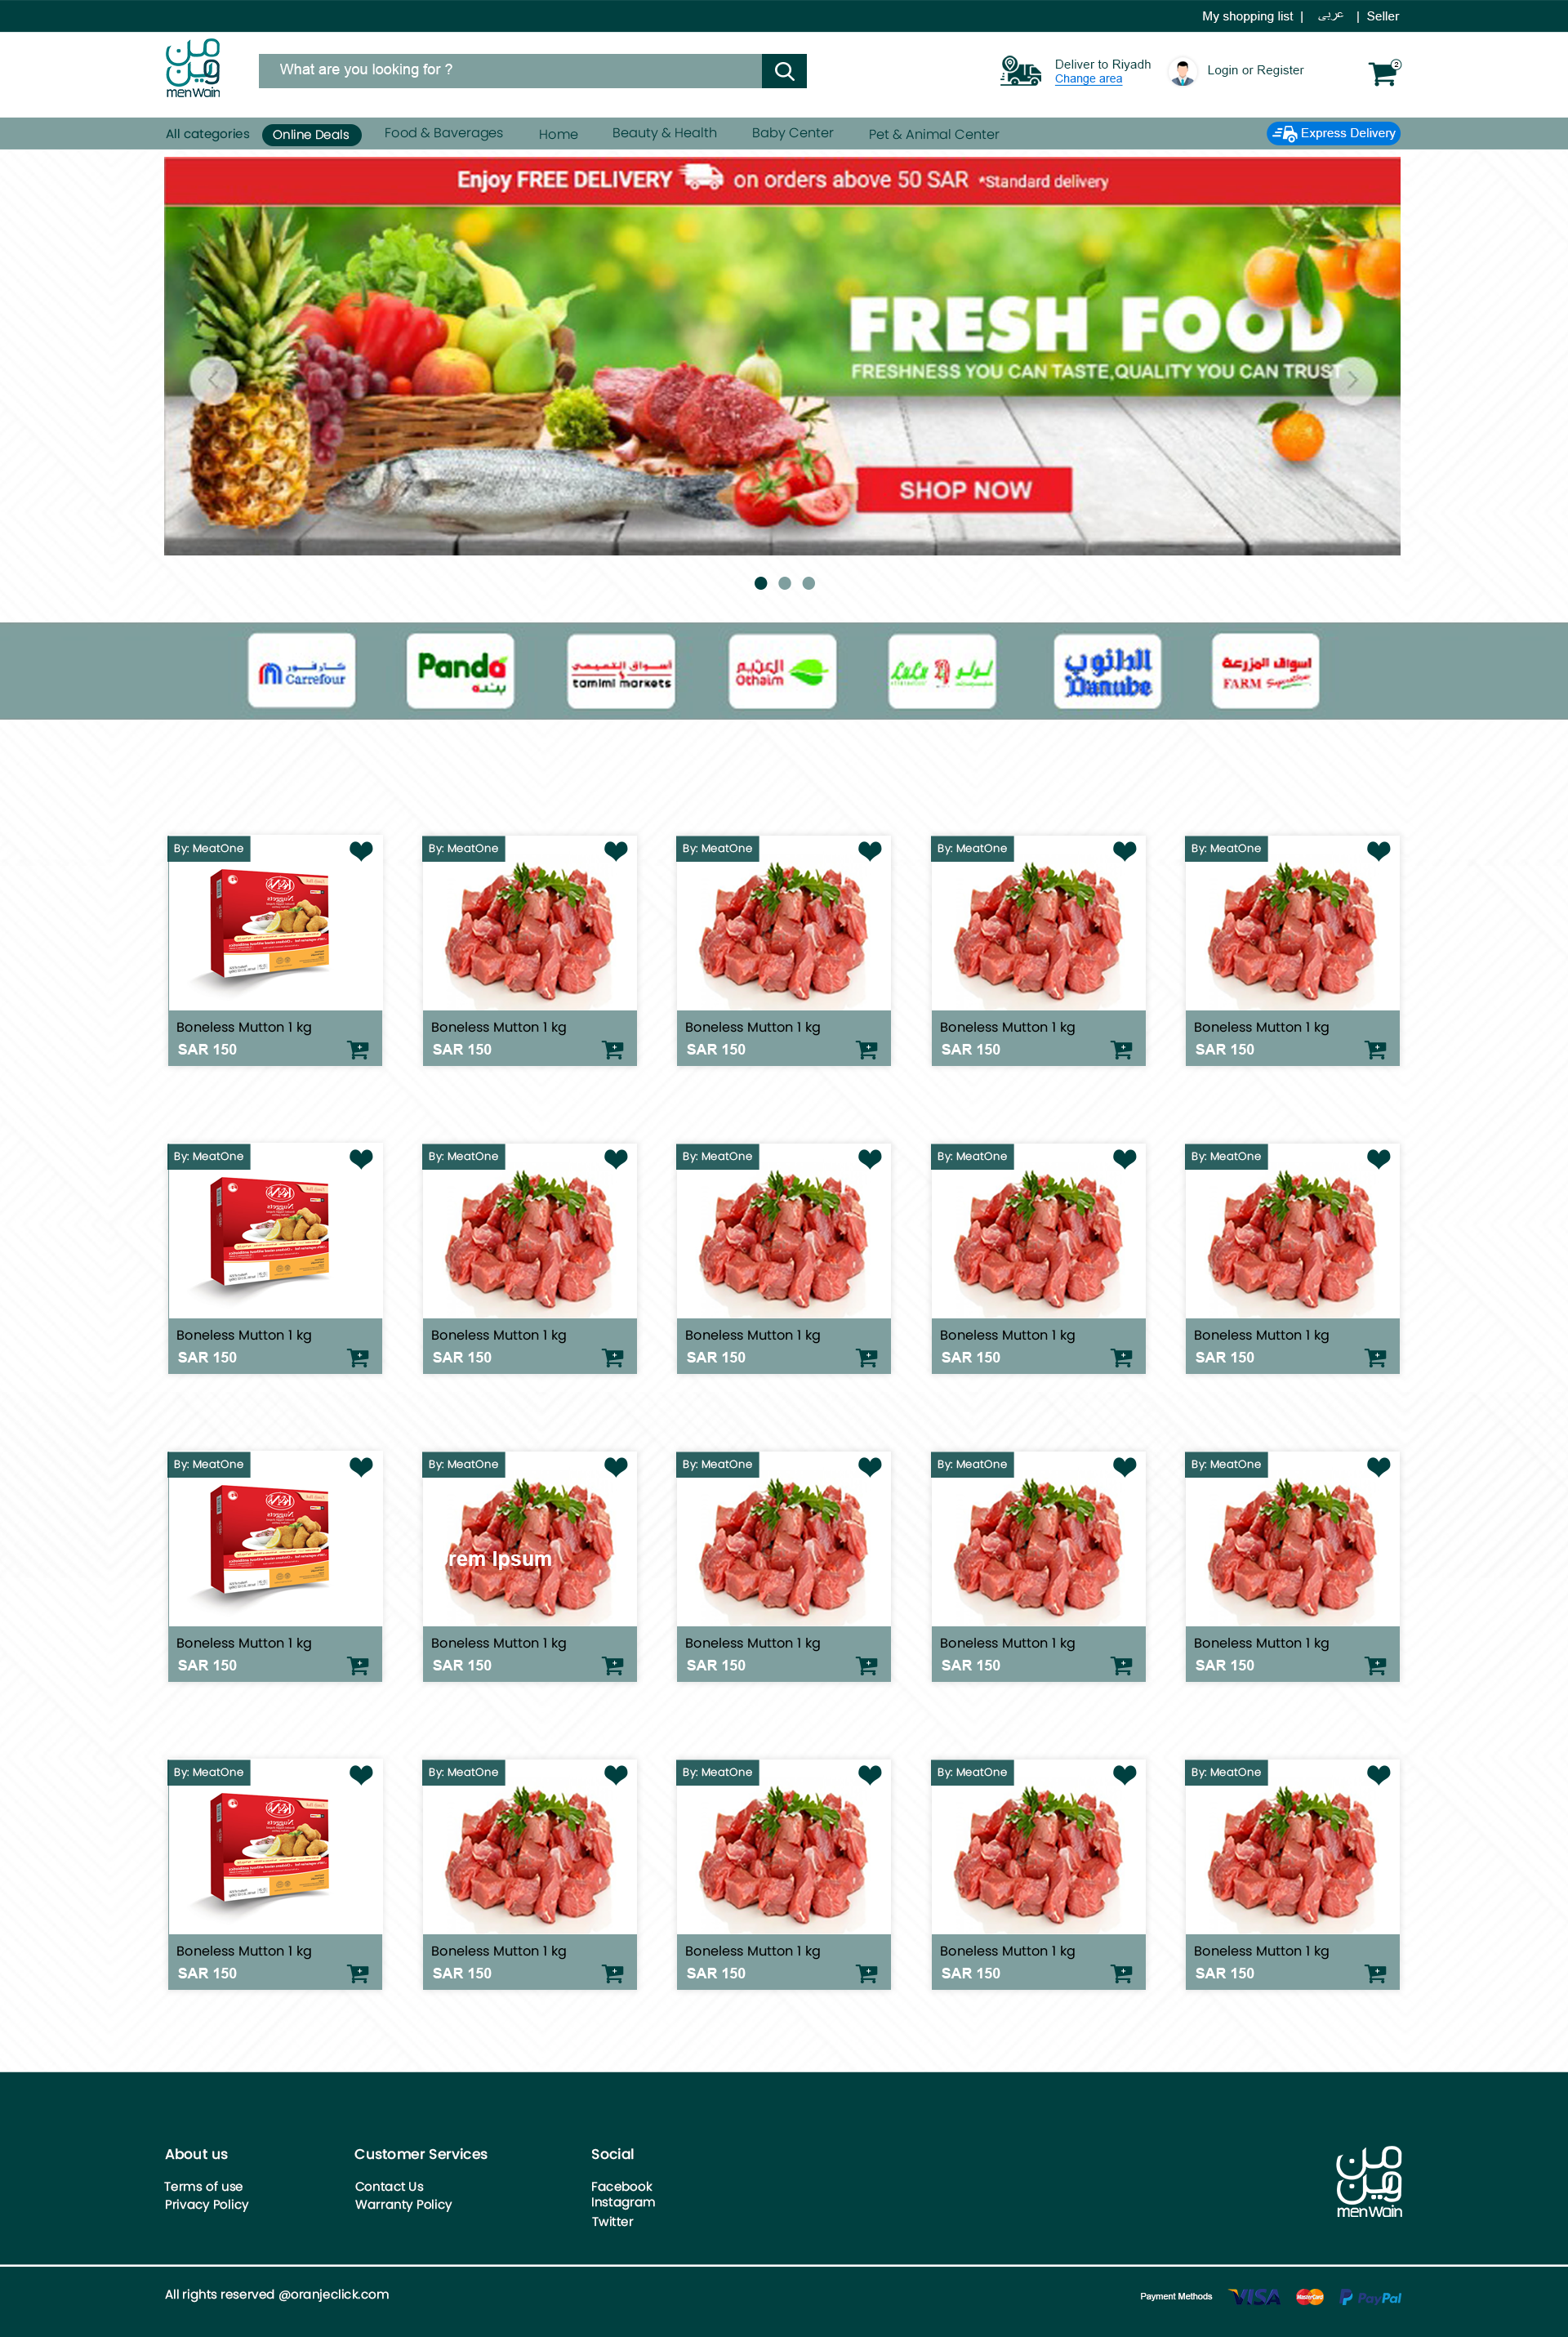 My shopping list | عربى | Seller
من
وين
menWain
What are you looking for ?
Deliver to Riyadh
Change area
Login or Register
2
All categories
Online Deals
Food & Baverages
Home
Beauty & Health
Baby Center
Pet & Animal Center
Express Delivery
Enjoy FREE DELIVERY on orders above 50 SAR *Standard delivery
FRESH FOOD
FRESHNESS YOU CAN TASTE,QUALITY YOU CAN TRUST
SHOP NOW
كارفور
Carrefour
Panda
بنده
أسواق التميمي
tamimi markets
العثيم
Othaim
لولو
LuLu
الدانوب
Danube
اسواق المزرعة
FARM Superstores
By: MeatOne
By: MeatOne
By: MeatOne
By: MeatOne
By: MeatOne
Boneless Mutton 1 kg
Boneless Mutton 1 kg
Boneless Mutton 1 kg
Boneless Mutton 1 kg
Boneless Mutton 1 kg
SAR 150
SAR 150
SAR 150
SAR 150
SAR 150
By: MeatOne
By: MeatOne
By: MeatOne
By: MeatOne
By: MeatOne
Boneless Mutton 1 kg
Boneless Mutton 1 kg
Boneless Mutton 1 kg
Boneless Mutton 1 kg
Boneless Mutton 1 kg
SAR 150
SAR 150
SAR 150
SAR 150
SAR 150
By: MeatOne
By: MeatOne
By: MeatOne
By: MeatOne
By: MeatOne
rem Ipsum
Boneless Mutton 1 kg
Boneless Mutton 1 kg
Boneless Mutton 1 kg
Boneless Mutton 1 kg
Boneless Mutton 1 kg
SAR 150
SAR 150
SAR 150
SAR 150
SAR 150
By: MeatOne
By: MeatOne
By: MeatOne
By: MeatOne
By: MeatOne
Boneless Mutton 1 kg
Boneless Mutton 1 kg
Boneless Mutton 1 kg
Boneless Mutton 1 kg
Boneless Mutton 1 kg
SAR 150
SAR 150
SAR 150
SAR 150
SAR 150
About us
Terms of use
Privacy Policy
Customer Services
Contact Us
Warranty Policy
Social
Facebook
Instagram
Twitter
من
وين
menWain
All rights reserved @oranjeclick.com
Payment Methods
VISA
MasterCard
PayPal